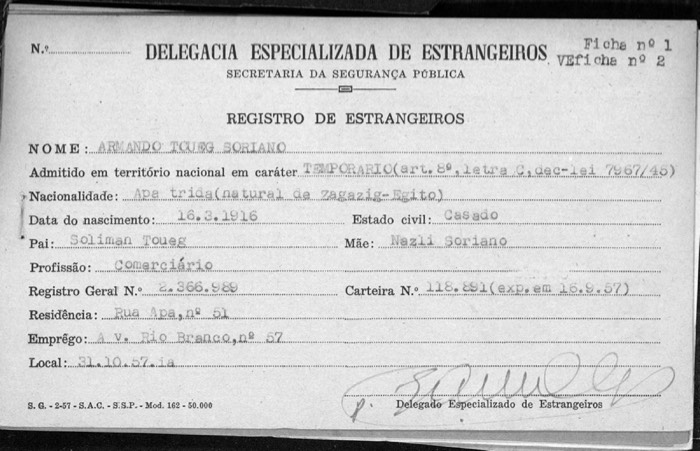 N.º
DELEGACIA ESPECIALIZADA DE ESTRANGEIROS
Ficha nº 1
VEficha nº 2
SECRETARIA DA SEGURANÇA PÚBLICA
REGISTRO DE ESTRANGEIROS
NOME: ARMANDO TOUEG SORIANO
Admitido em território nacional em caráter TEMPORARIO(art.8º,letra C,dec-lei 7967/45)
Nacionalidade: Apa trida(natural de Zagazig-Egito)
Data do nascimento: 16.3.1916 Estado civil: Casado
Pai: Soliman Toueg Mãe: Nazli Soriano
Profissão: Comerciário
Registro Geral N.º 2.366.989 Carteira N.º 118.891(exp.em 16.9.57)
Residência: Rua Apa,nº 51
Emprêgo: A v. Rio Branco,nº 57
Local: 31.10.57.ia
S. G. - 2-57 - S.A.C. - S.S.P. - Mod. 162 - 50.000
Delegado Especializado de Estrangeiros